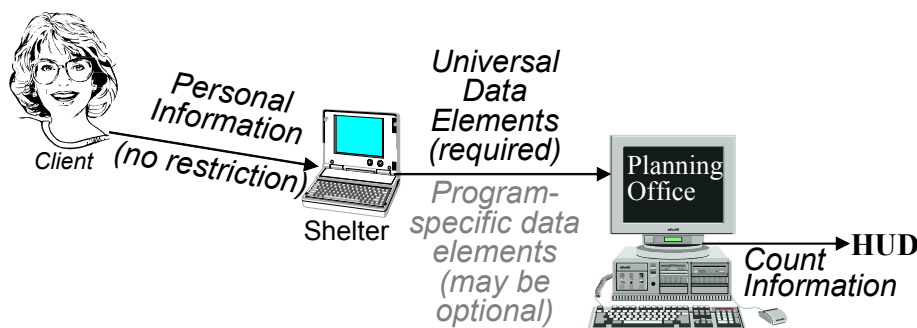 Client
Personal
Information
(no restriction)
Shelter
Universal
Data
Elements
(required)
Program-
specific data
elements
(may be
optional)
Planning
Office
Count
Information
HUD